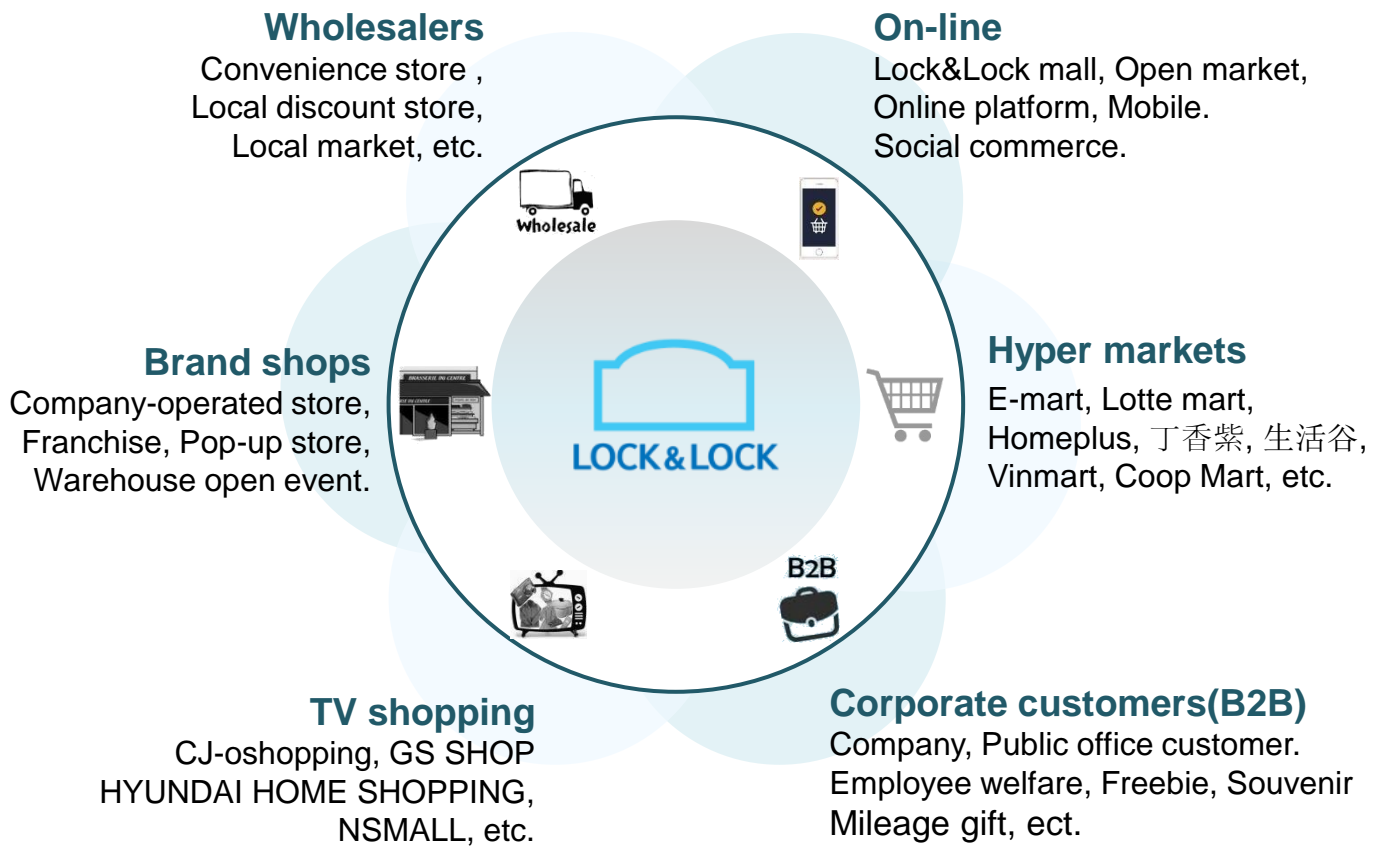 Wholesalers
Convenience store ,
Local discount store,
Local market, etc.
On-line
Lock&Lock mall, Open market,
Online platform, Mobile.
Social commerce.
Wholesale
Brand shops
Company-operated store,
Franchise, Pop-up store,
Warehouse open event.
BRASSERIE DU CENTRE
LOCK&LOCK
Hyper markets
E-mart, Lotte mart,
Homeplus, 丁香紫, 生活谷,
Vinmart, Coop Mart, etc.
B2B
TV shopping
CJ-oshopping, GS SHOP
HYUNDAI HOME SHOPPING,
NSMALL, etc.
Corporate customers(B2B)
Company, Public office customer.
Employee welfare, Freebie, Souvenir
Mileage gift, ect.